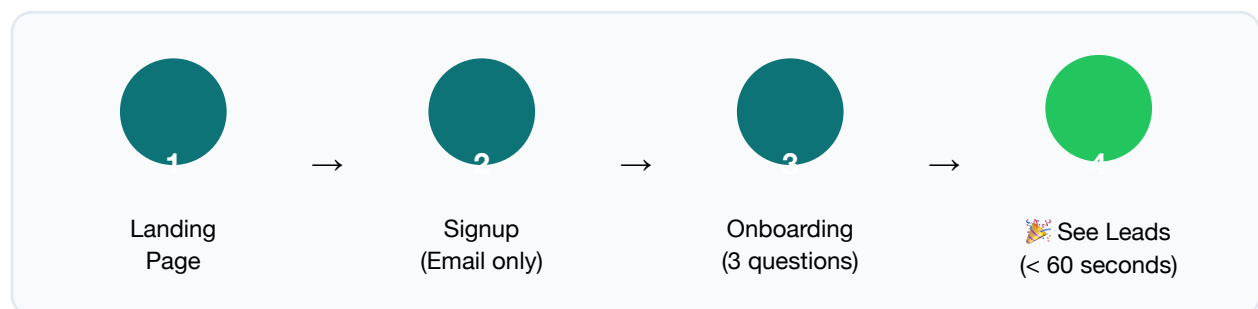 1 → 2 → 3 → 4
Landing
Page
Signup
(Email only)
Onboarding
(3 questions)
🎉 See Leads
(< 60 seconds)